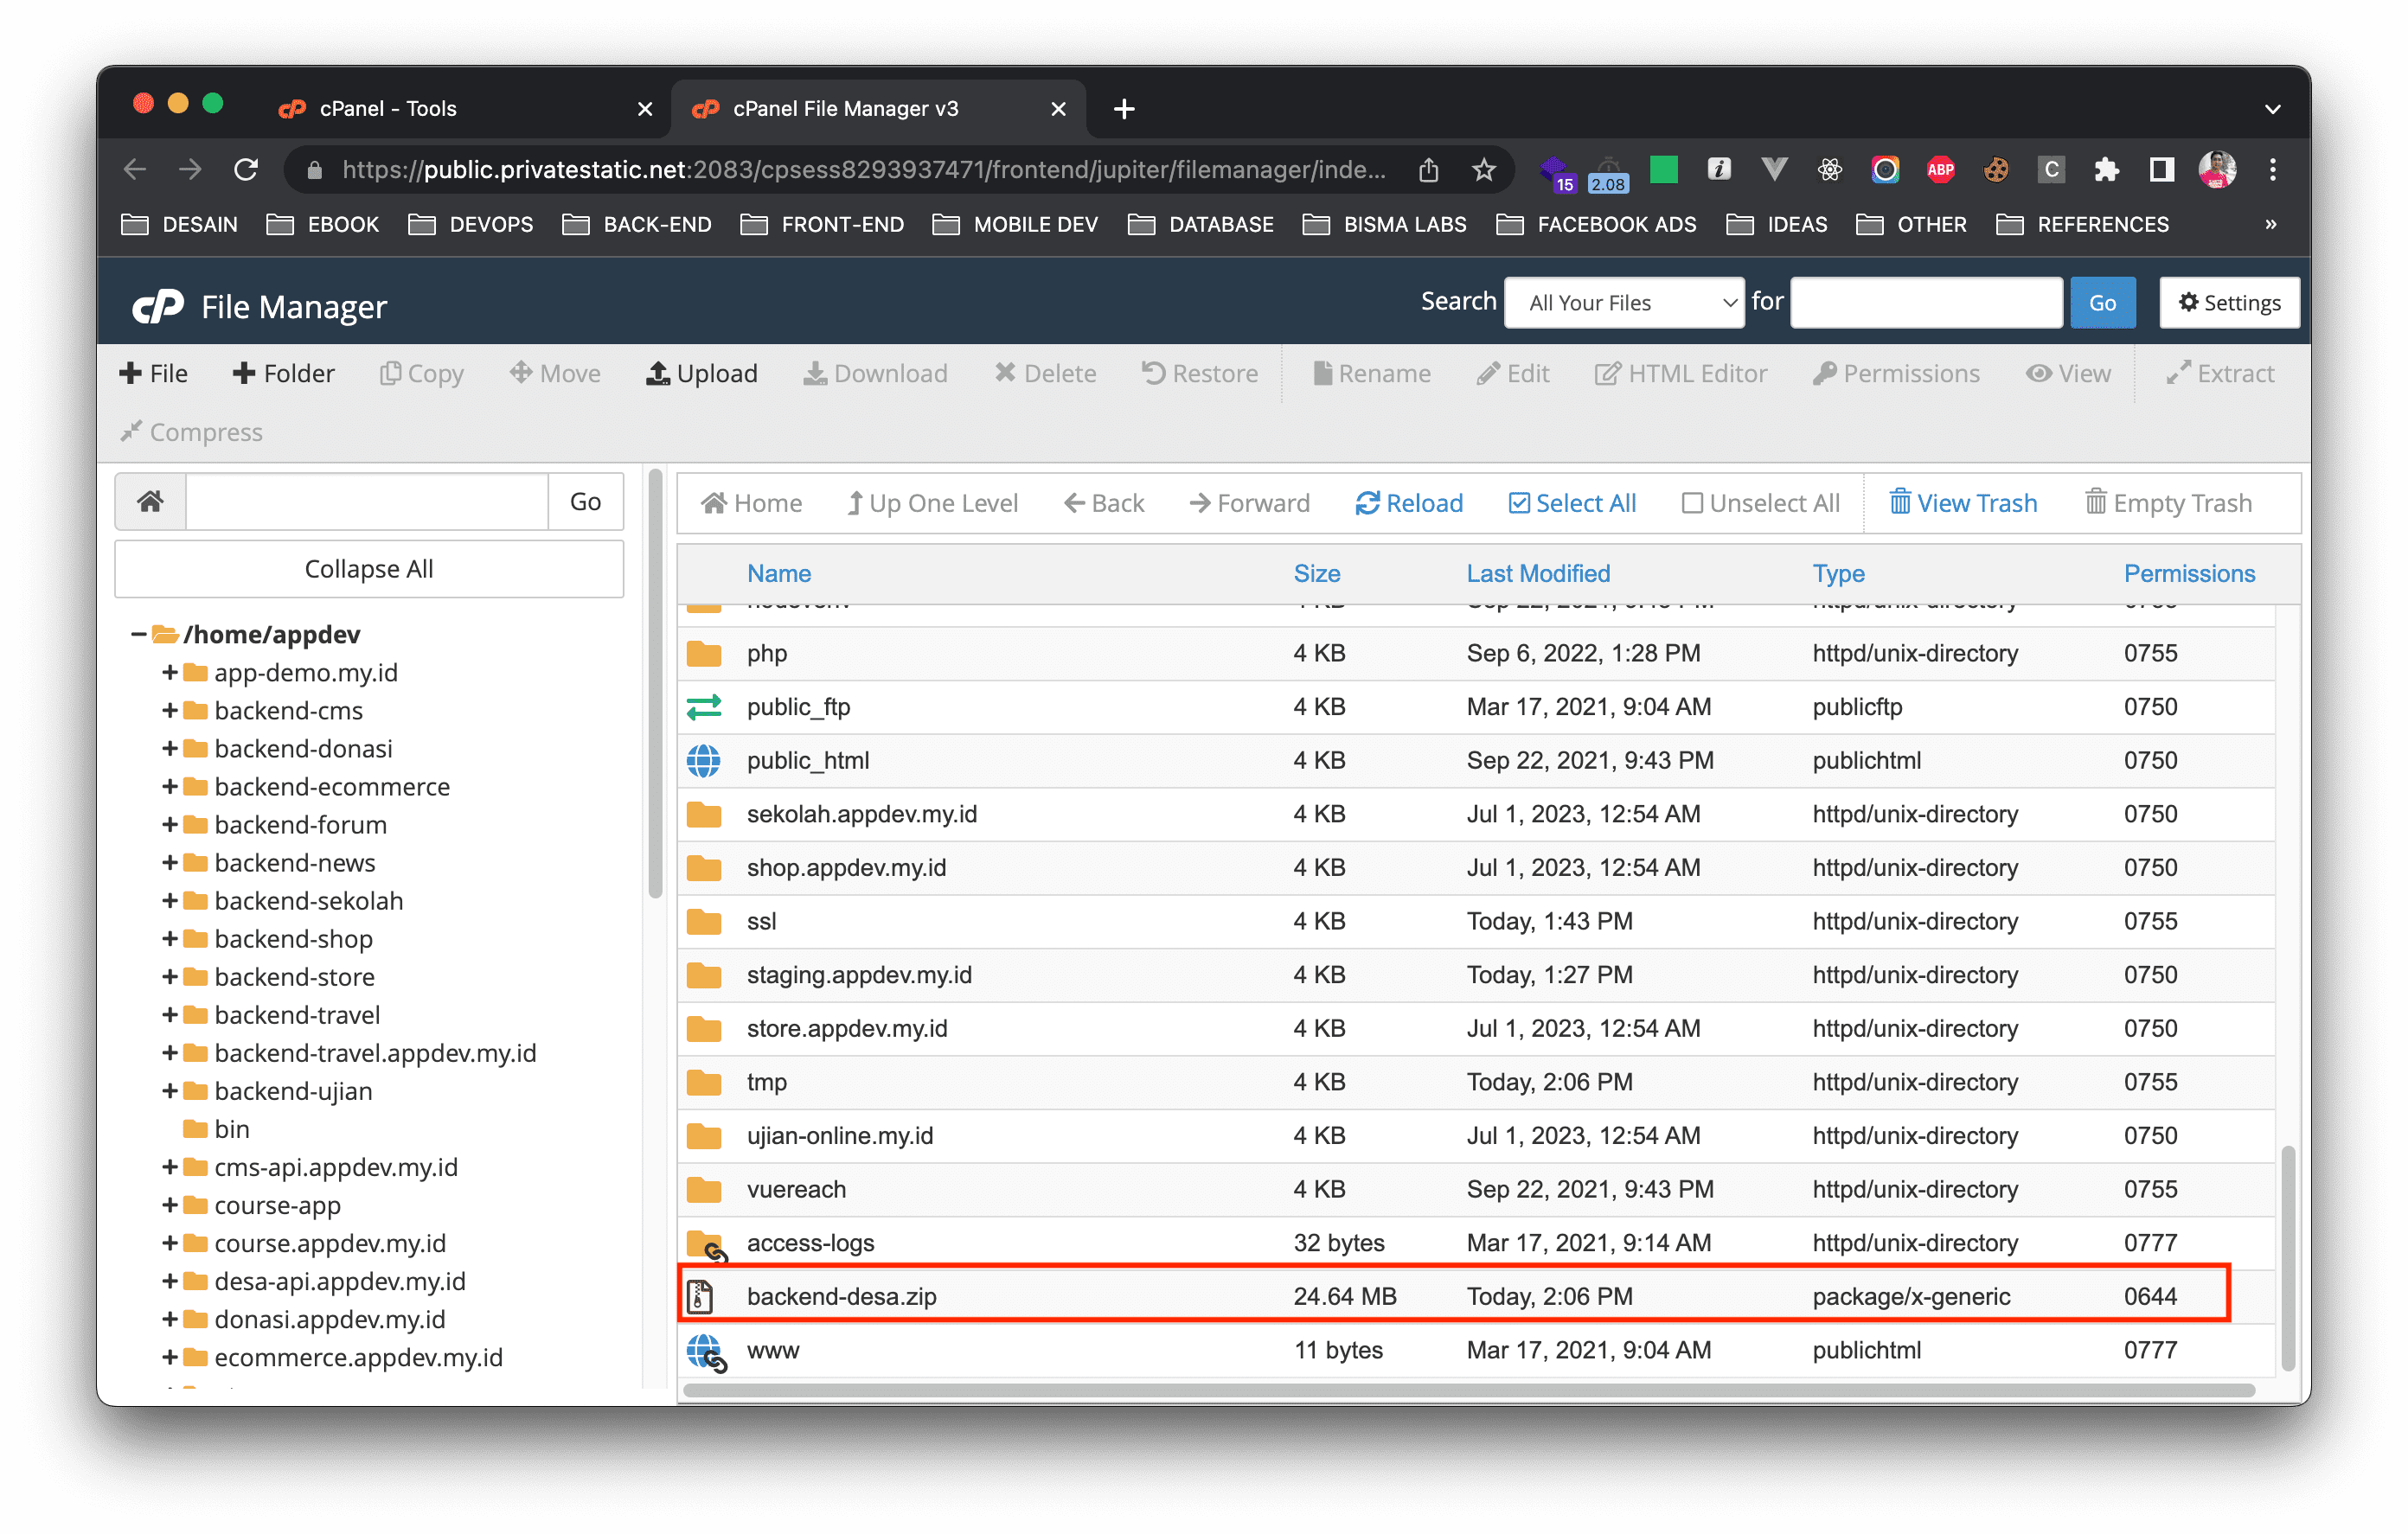 cPanel - Tools
cPanel File Manager v3
https://public.privatestatic.net:2083/cpsess8293937471/frontend/jupiter/filemanager/inde...
15
2.08
ABP
C
DESAIN EBOOK DEVOPS BACK-END FRONT-END MOBILE DEV DATABASE BISMA LABS FACEBOOK ADS IDEAS OTHER REFERENCES »
cP File Manager
Search All Your Files for Go Settings
File Folder Copy Move Upload Download Delete Restore Rename Edit HTML Editor Permissions View Extract
Compress
Go
Collapse All
/home/appdev
app-demo.my.id
backend-cms
backend-donasi
backend-ecommerce
backend-forum
backend-news
backend-sekolah
backend-shop
backend-store
backend-travel
backend-travel.appdev.my.id
backend-ujian
bin
cms-api.appdev.my.id
course-app
course.appdev.my.id
desa-api.appdev.my.id
donasi.appdev.my.id
ecommerce.appdev.my.id
Home Up One Level Back Forward Reload Select All Unselect All View Trash Empty Trash
Name Size Last Modified Type Permissions
php 4 KB Sep 6, 2022, 1:28 PM httpd/unix-directory 0755
public_ftp 4 KB Mar 17, 2021, 9:04 AM publicftp 0750
public_html 4 KB Sep 22, 2021, 9:43 PM publichtml 0750
sekolah.appdev.my.id 4 KB Jul 1, 2023, 12:54 AM httpd/unix-directory 0750
shop.appdev.my.id 4 KB Jul 1, 2023, 12:54 AM httpd/unix-directory 0750
ssl 4 KB Today, 1:43 PM httpd/unix-directory 0755
staging.appdev.my.id 4 KB Today, 1:27 PM httpd/unix-directory 0750
store.appdev.my.id 4 KB Jul 1, 2023, 12:54 AM httpd/unix-directory 0750
tmp 4 KB Today, 2:06 PM httpd/unix-directory 0755
ujian-online.my.id 4 KB Jul 1, 2023, 12:54 AM httpd/unix-directory 0750
vuereach 4 KB Sep 22, 2021, 9:43 PM httpd/unix-directory 0755
access-logs 32 bytes Mar 17, 2021, 9:14 AM httpd/unix-directory 0777
backend-desa.zip 24.64 MB Today, 2:06 PM package/x-generic 0644
www 11 bytes Mar 17, 2021, 9:04 AM publichtml 0777